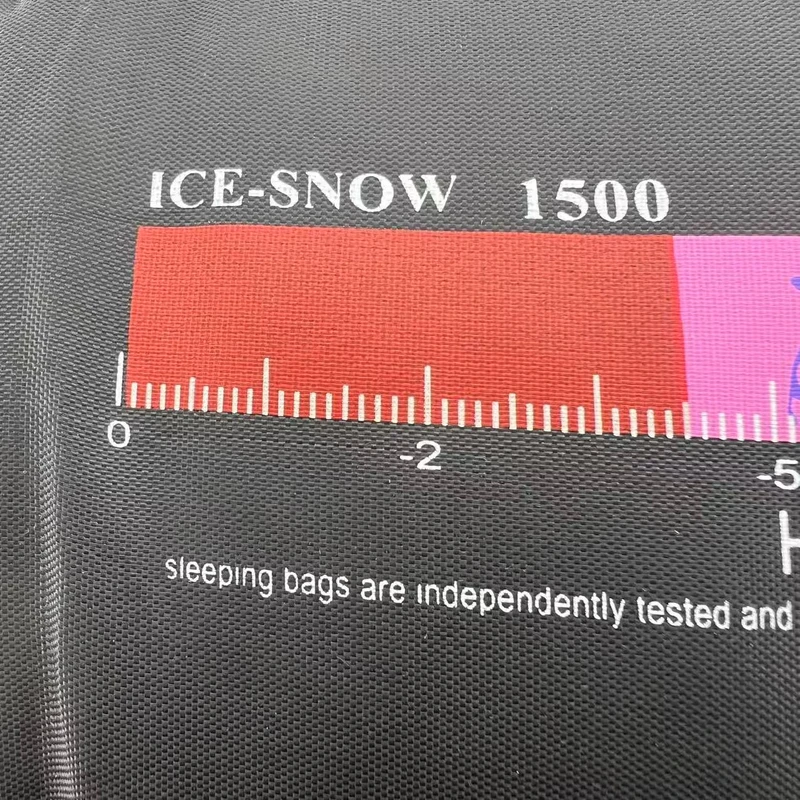 ICE-SNOW 1500
0 -2 -5
H
sleeping bags are independently tested and